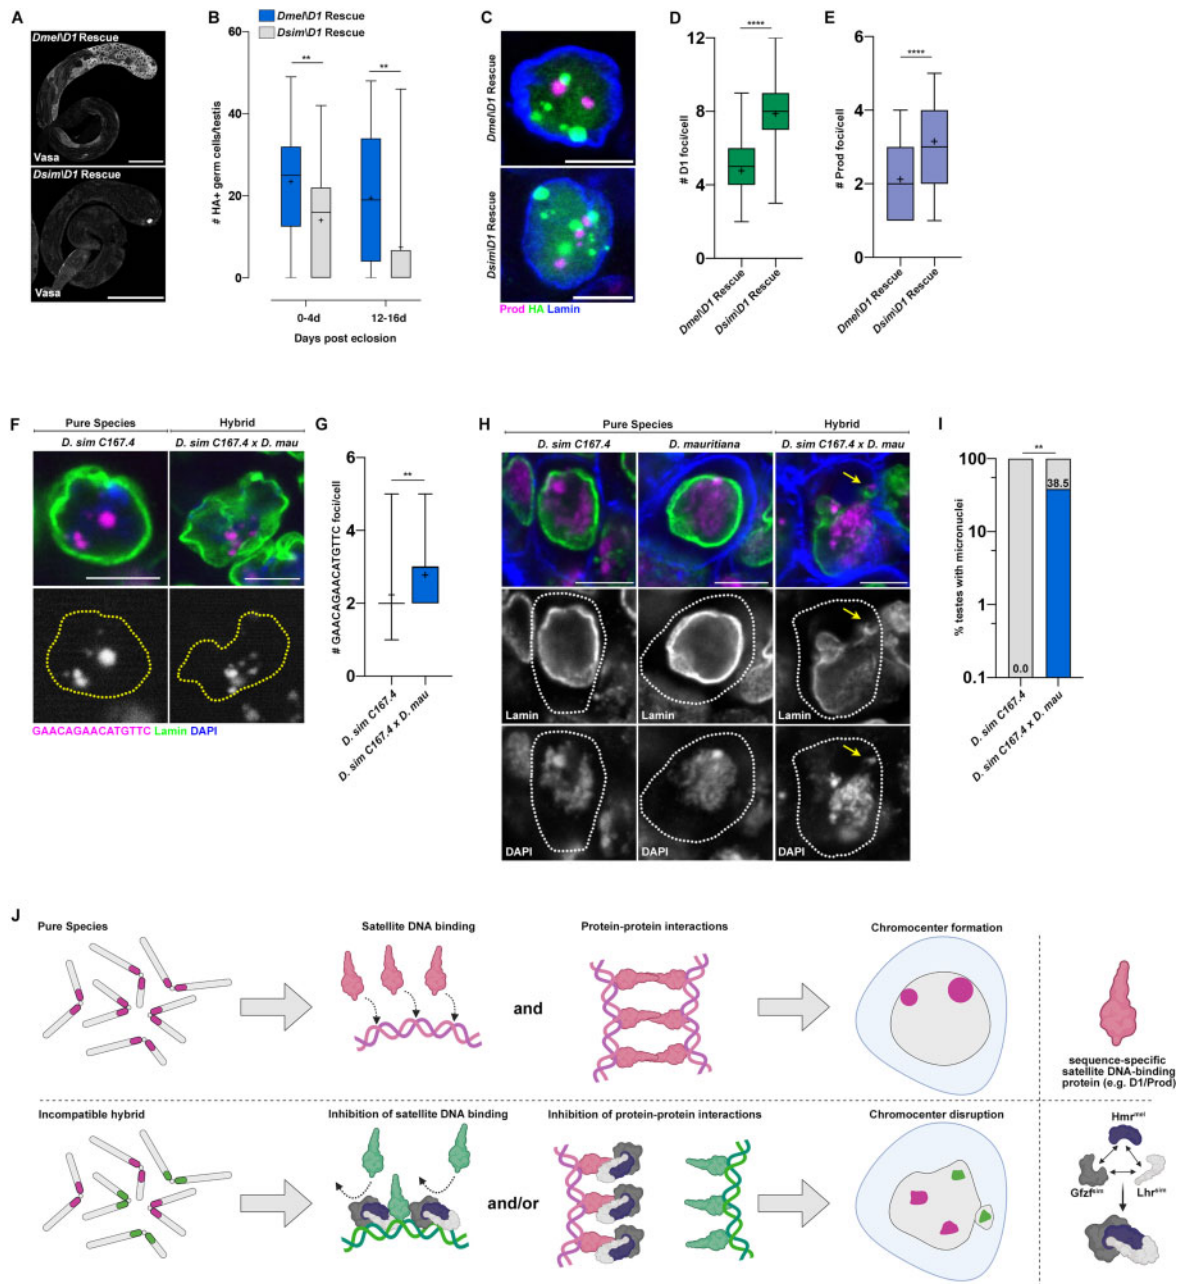 A
Dmel\D1 Rescue
Vasa
Dsim\D1 Rescue
Vasa
B
Dmel\D1 Rescue
Dsim\D1 Rescue
# HA+ germ cells/testis
60
40
20
0
**
**
0-4d
12-16d
Days post eclosion
C
Dmel\D1 Rescue
Dsim\D1 Rescue
Prod HA Lamin
D
# D1 foci/cell
12
8
4
0
****
Dmel\D1 Rescue
Dsim\D1 Rescue
E
# Prod foci/cell
6
4
2
0
****
Dmel\D1 Rescue
Dsim\D1 Rescue
F
Pure Species
Hybrid
D. sim C167.4
D. sim C167.4 x D. mau
GAACAGAACATGTTC Lamin DAPI
G
# GAACAGAACATGTTC foci/cell
6
4
2
0
**
D. sim C167.4
D. sim C167.4 x D. mau
H
Pure Species
Hybrid
D. sim C167.4
D. mauritiana
D. sim C167.4 x D. mau
Lamin
Lamin
Lamin
DAPI
DAPI
DAPI
I
% testes with micronuclei
100
10
1
0.1
**
38.5
0.0
D. sim C167.4
D. sim C167.4 x D. mau
J
Pure Species
Satellite DNA binding
Protein-protein interactions
Chromocenter formation
and
sequence-specific
satellite DNA-binding
protein (e.g. D1/Prod)
Incompatible hybrid
Inhibition of satellite DNA binding
Inhibition of protein-protein interactions
Chromocenter disruption
and/or
Hmrmel
Gfzfsim
Lhrsim